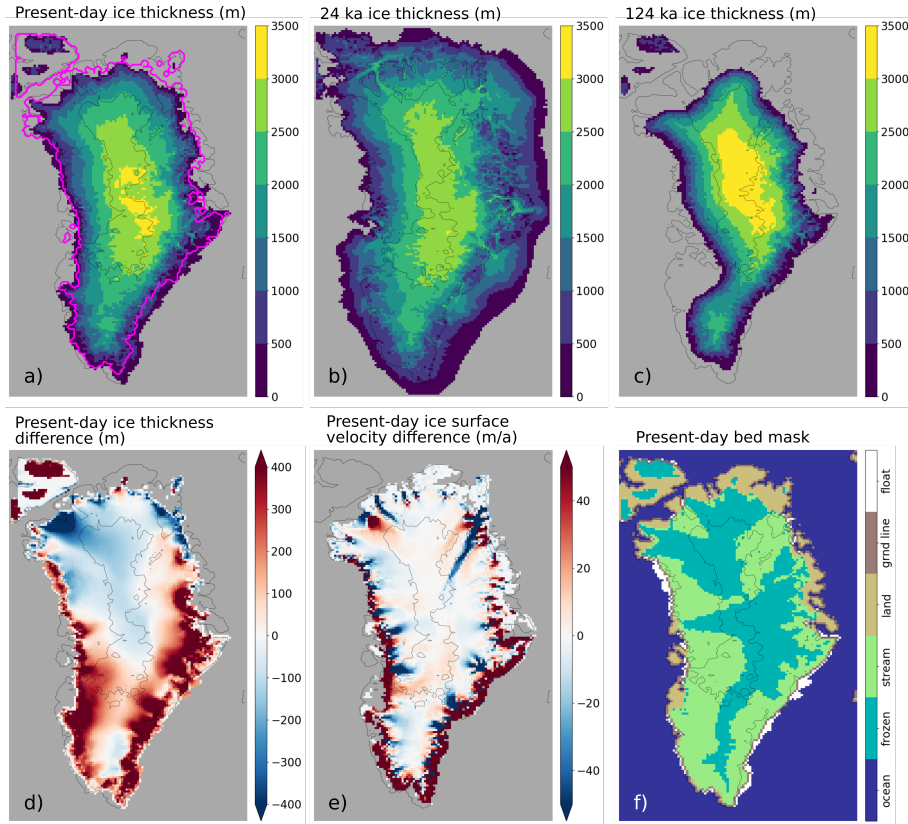 Present-day ice thickness (m)
24 ka ice thickness (m)
124 ka ice thickness (m)
3500
3000
2500
2000
1500
1000
500
0
3500
3000
2500
2000
1500
1000
500
0
3500
3000
2500
2000
1500
1000
500
0
a)
b)
c)
Present-day ice thickness
difference (m)
Present-day ice surface
velocity difference (m/a)
Present-day bed mask
400
300
200
100
0
−100
−200
−300
−400
40
20
0
−20
−40
float
grnd line
land
stream
frozen
ocean
d)
e)
f)